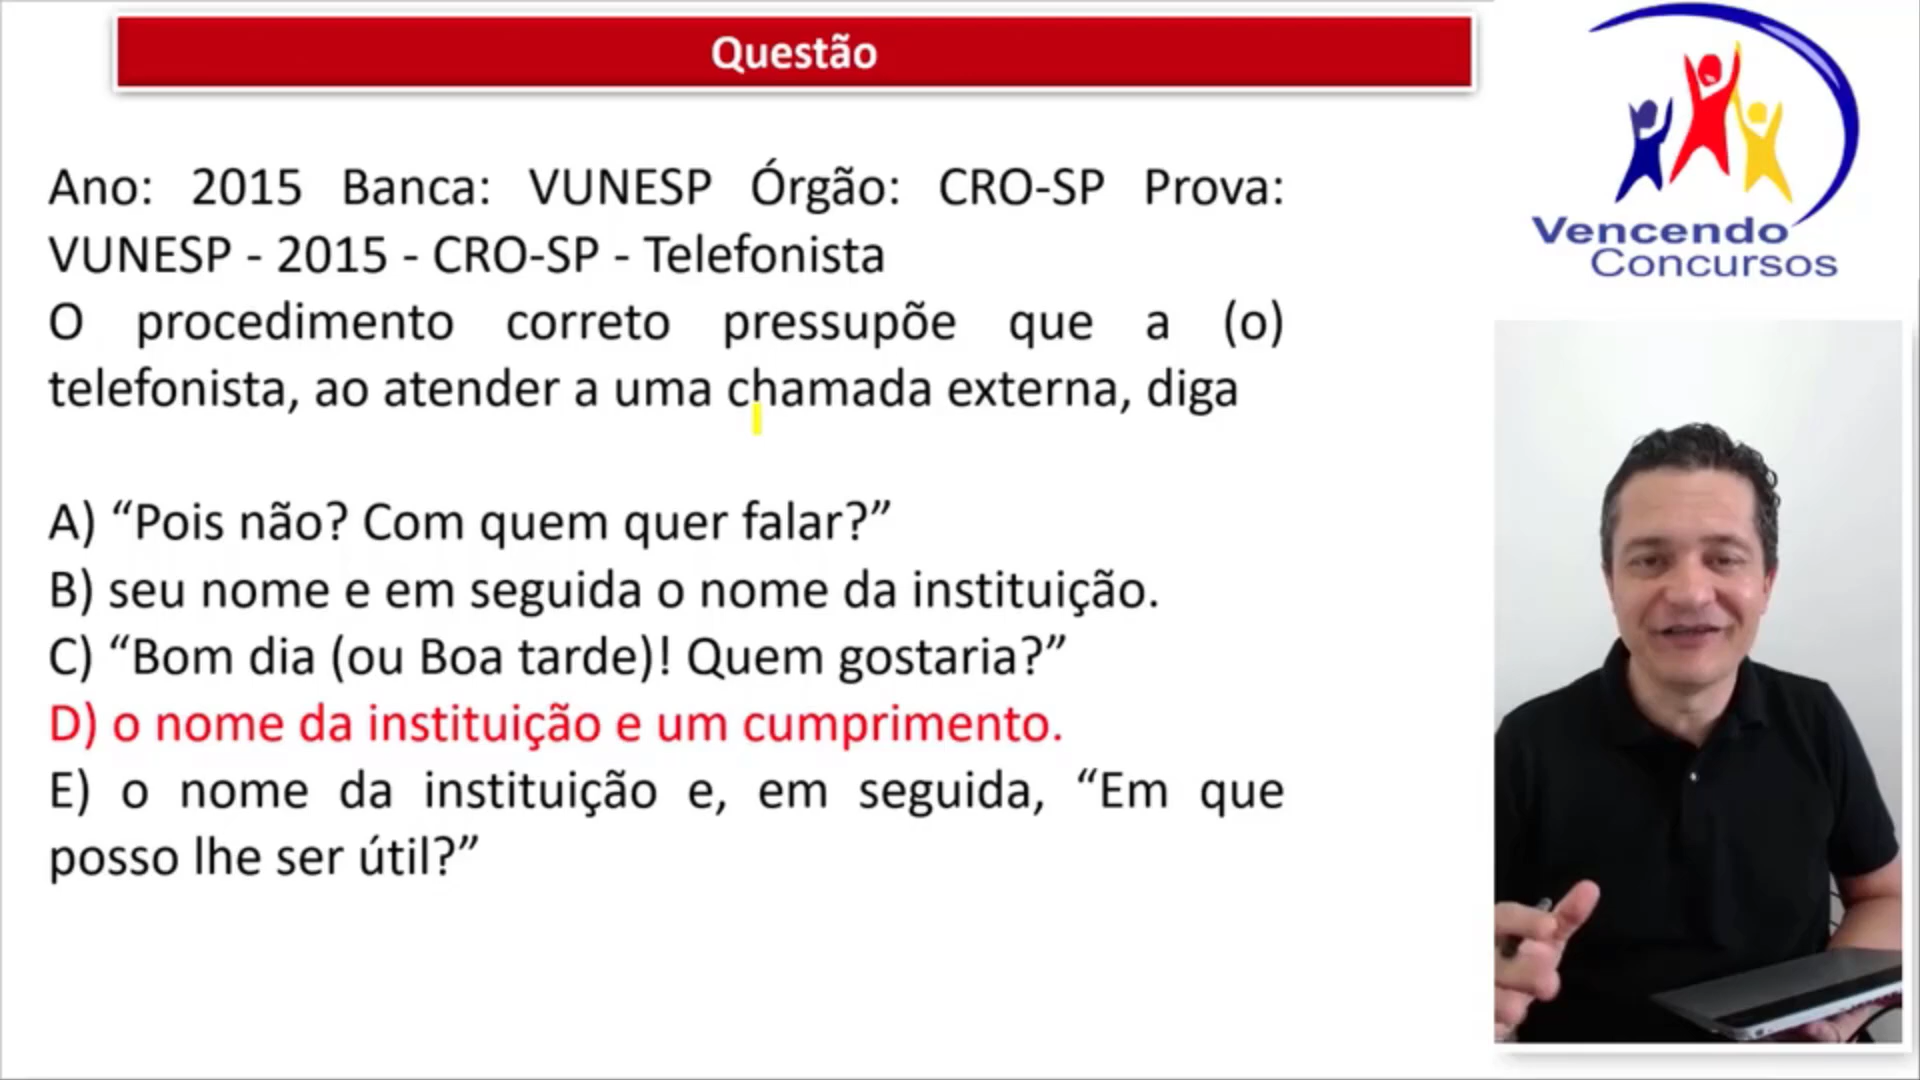 Questão
Ano: 2015 Banca: VUNESP Órgão: CRO-SP Prova:
VUNESP - 2015 - CRO-SP - Telefonista
O procedimento correto pressupõe que a (o)
telefonista, ao atender a uma chamada externa, diga
A) “Pois não? Com quem quer falar?”
B) seu nome e em seguida o nome da instituição.
C) “Bom dia (ou Boa tarde)! Quem gostaria?”
D) o nome da instituição e um cumprimento.
E) o nome da instituição e, em seguida, “Em que
posso lhe ser útil?”
Vencendo
Concursos